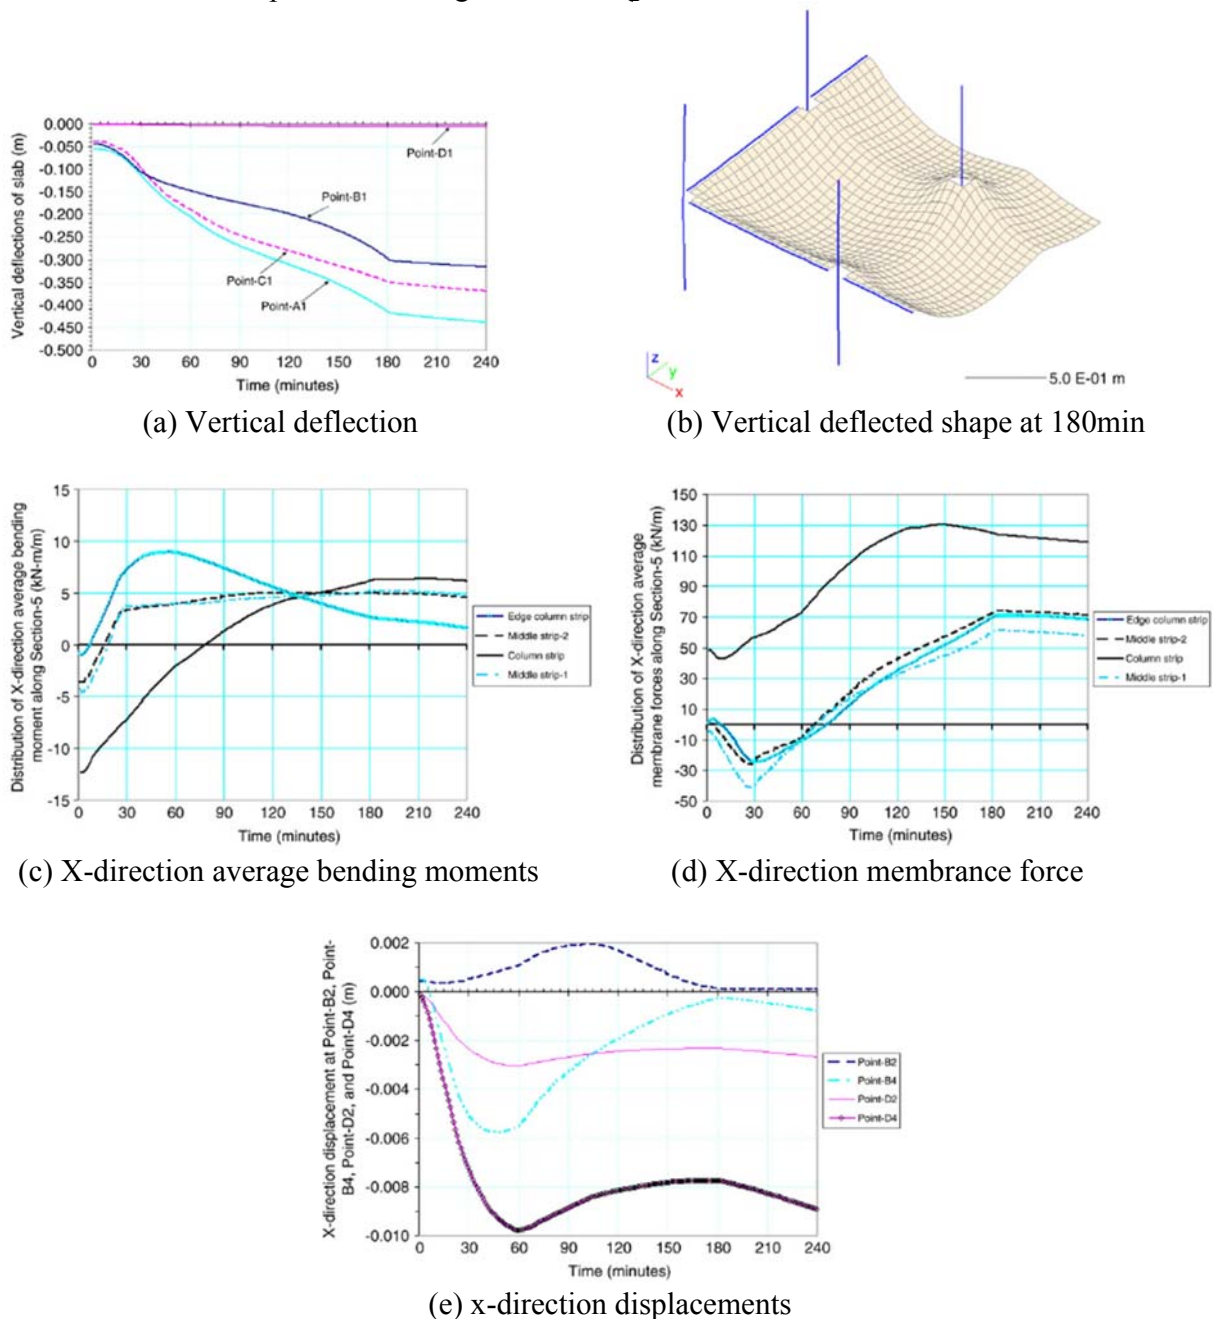 Vertical deflections of slab (m)
0.000
-0.050
-0.100
-0.150
-0.200
-0.250
-0.300
-0.350
-0.400
-0.450
-0.500
Point-D1
Point-B1
Point-C1
Point-A1
0 30 60 90 120 150 180 210 240
Time (minutes)
z
y
x
5.0 E-01 m
(a) Vertical deflection
(b) Vertical deflected shape at 180min
Distribution of X-direction average bending
moment along Section-5 (kN-m/m)
15
10
5
0
-5
-10
-15
0 30 60 90 120 150 180 210 240
Time (minutes)
Edge column strip
Middle strip-2
Column strip
Middle strip-1
Distribution of X-direction average
membrane forces along Section-5 (kN/m)
150
130
110
90
70
50
30
10
-10
-30
-50
0 30 60 90 120 150 180 210 240
Time (minutes)
Edge column strip
Middle strip-2
Column strip
Middle strip-1
(c) X-direction average bending moments
(d) X-direction membrance force
X-direction displacement at Point-B2, Point-
B4, Point-D2, and Point-D4 (m)
0.002
0.000
-0.002
-0.004
-0.006
-0.008
-0.010
0 30 60 90 120 150 180 210 240
Time (minutes)
Point-B2
Point-B4
Point-D2
Point-D4
(e) x-direction displacements